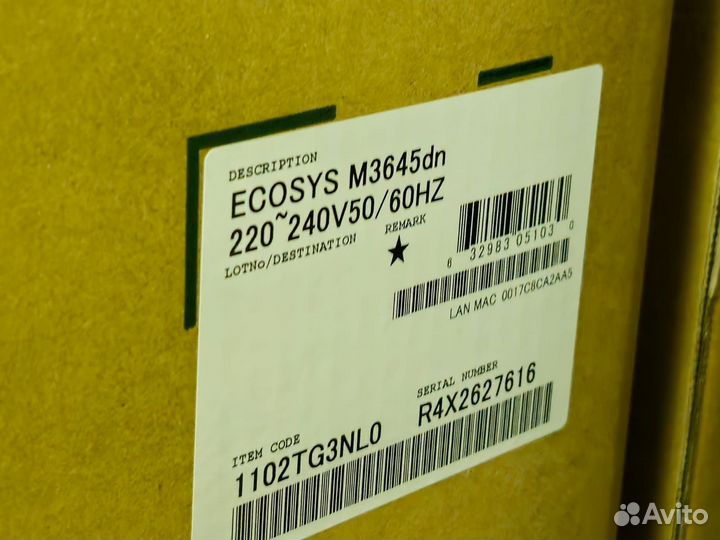 DESCRIPTION
ECOSYS M3645dn
220~240V50/60HZ
LOTNo/DESTINATION
REMARK
★
6 32983 05103 0
LAN MAC 0017C8CA2AA5
SERIAL NUMBER
R4X2627616
ITEM CODE
1102TG3NL0
Avito